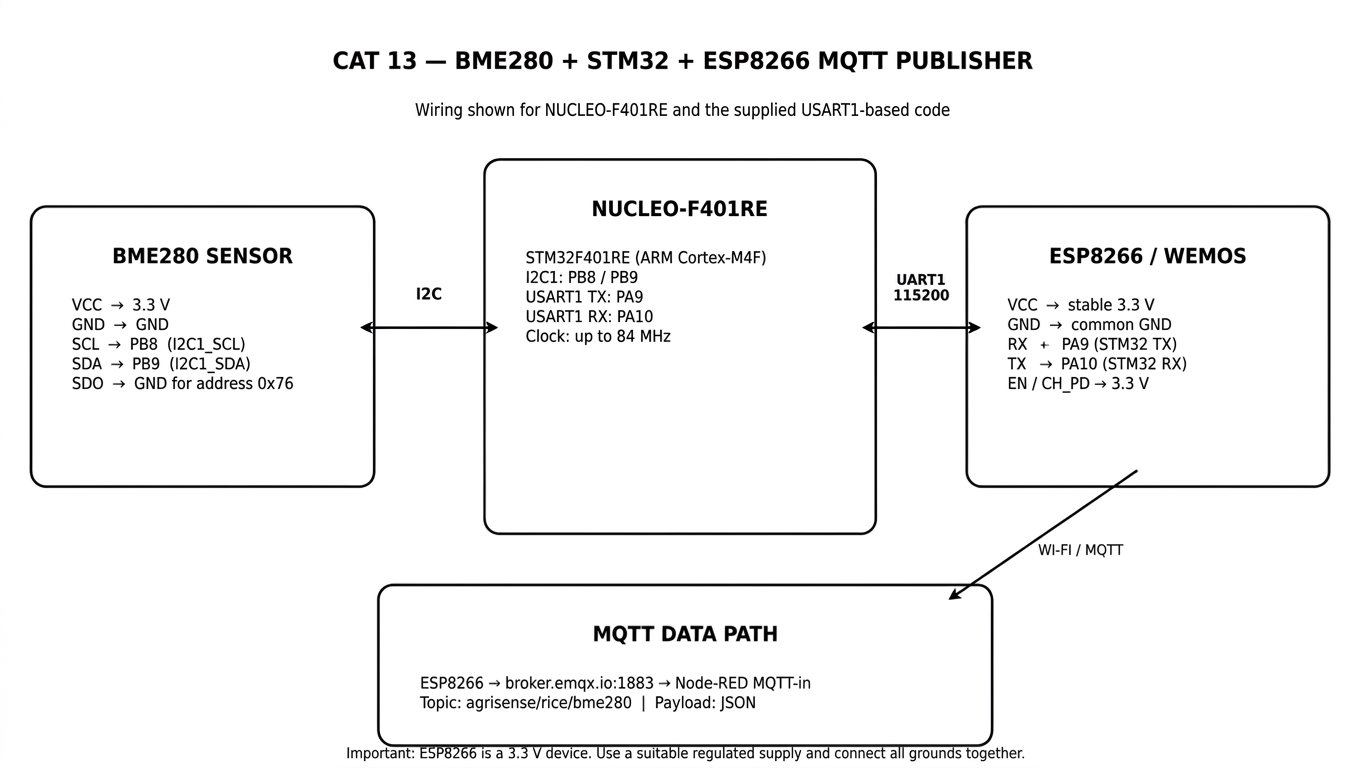 CAT 13 — BME280 + STM32 + ESP8266 MQTT PUBLISHER
Wiring shown for NUCLEO-F401RE and the supplied USART1-based code
BME280 SENSOR
VCC → 3.3 V
GND → GND
SCL → PB8 (I2C1_SCL)
SDA → PB9 (I2C1_SDA)
SDO → GND for address 0x76
I2C
NUCLEO-F401RE
STM32F401RE (ARM Cortex-M4F)
I2C1: PB8 / PB9
USART1 TX: PA9
USART1 RX: PA10
Clock: up to 84 MHz
UART1
115200
ESP8266 / WEMOS
VCC → stable 3.3 V
GND → common GND
RX ← PA9 (STM32 TX)
TX → PA10 (STM32 RX)
EN / CH_PD → 3.3 V
WI-FI / MQTT
MQTT DATA PATH
ESP8266 → broker.emqx.io:1883 → Node-RED MQTT-in
Topic: agrisense/rice/bme280 | Payload: JSON
Important: ESP8266 is a 3.3 V device. Use a suitable regulated supply and connect all grounds together.